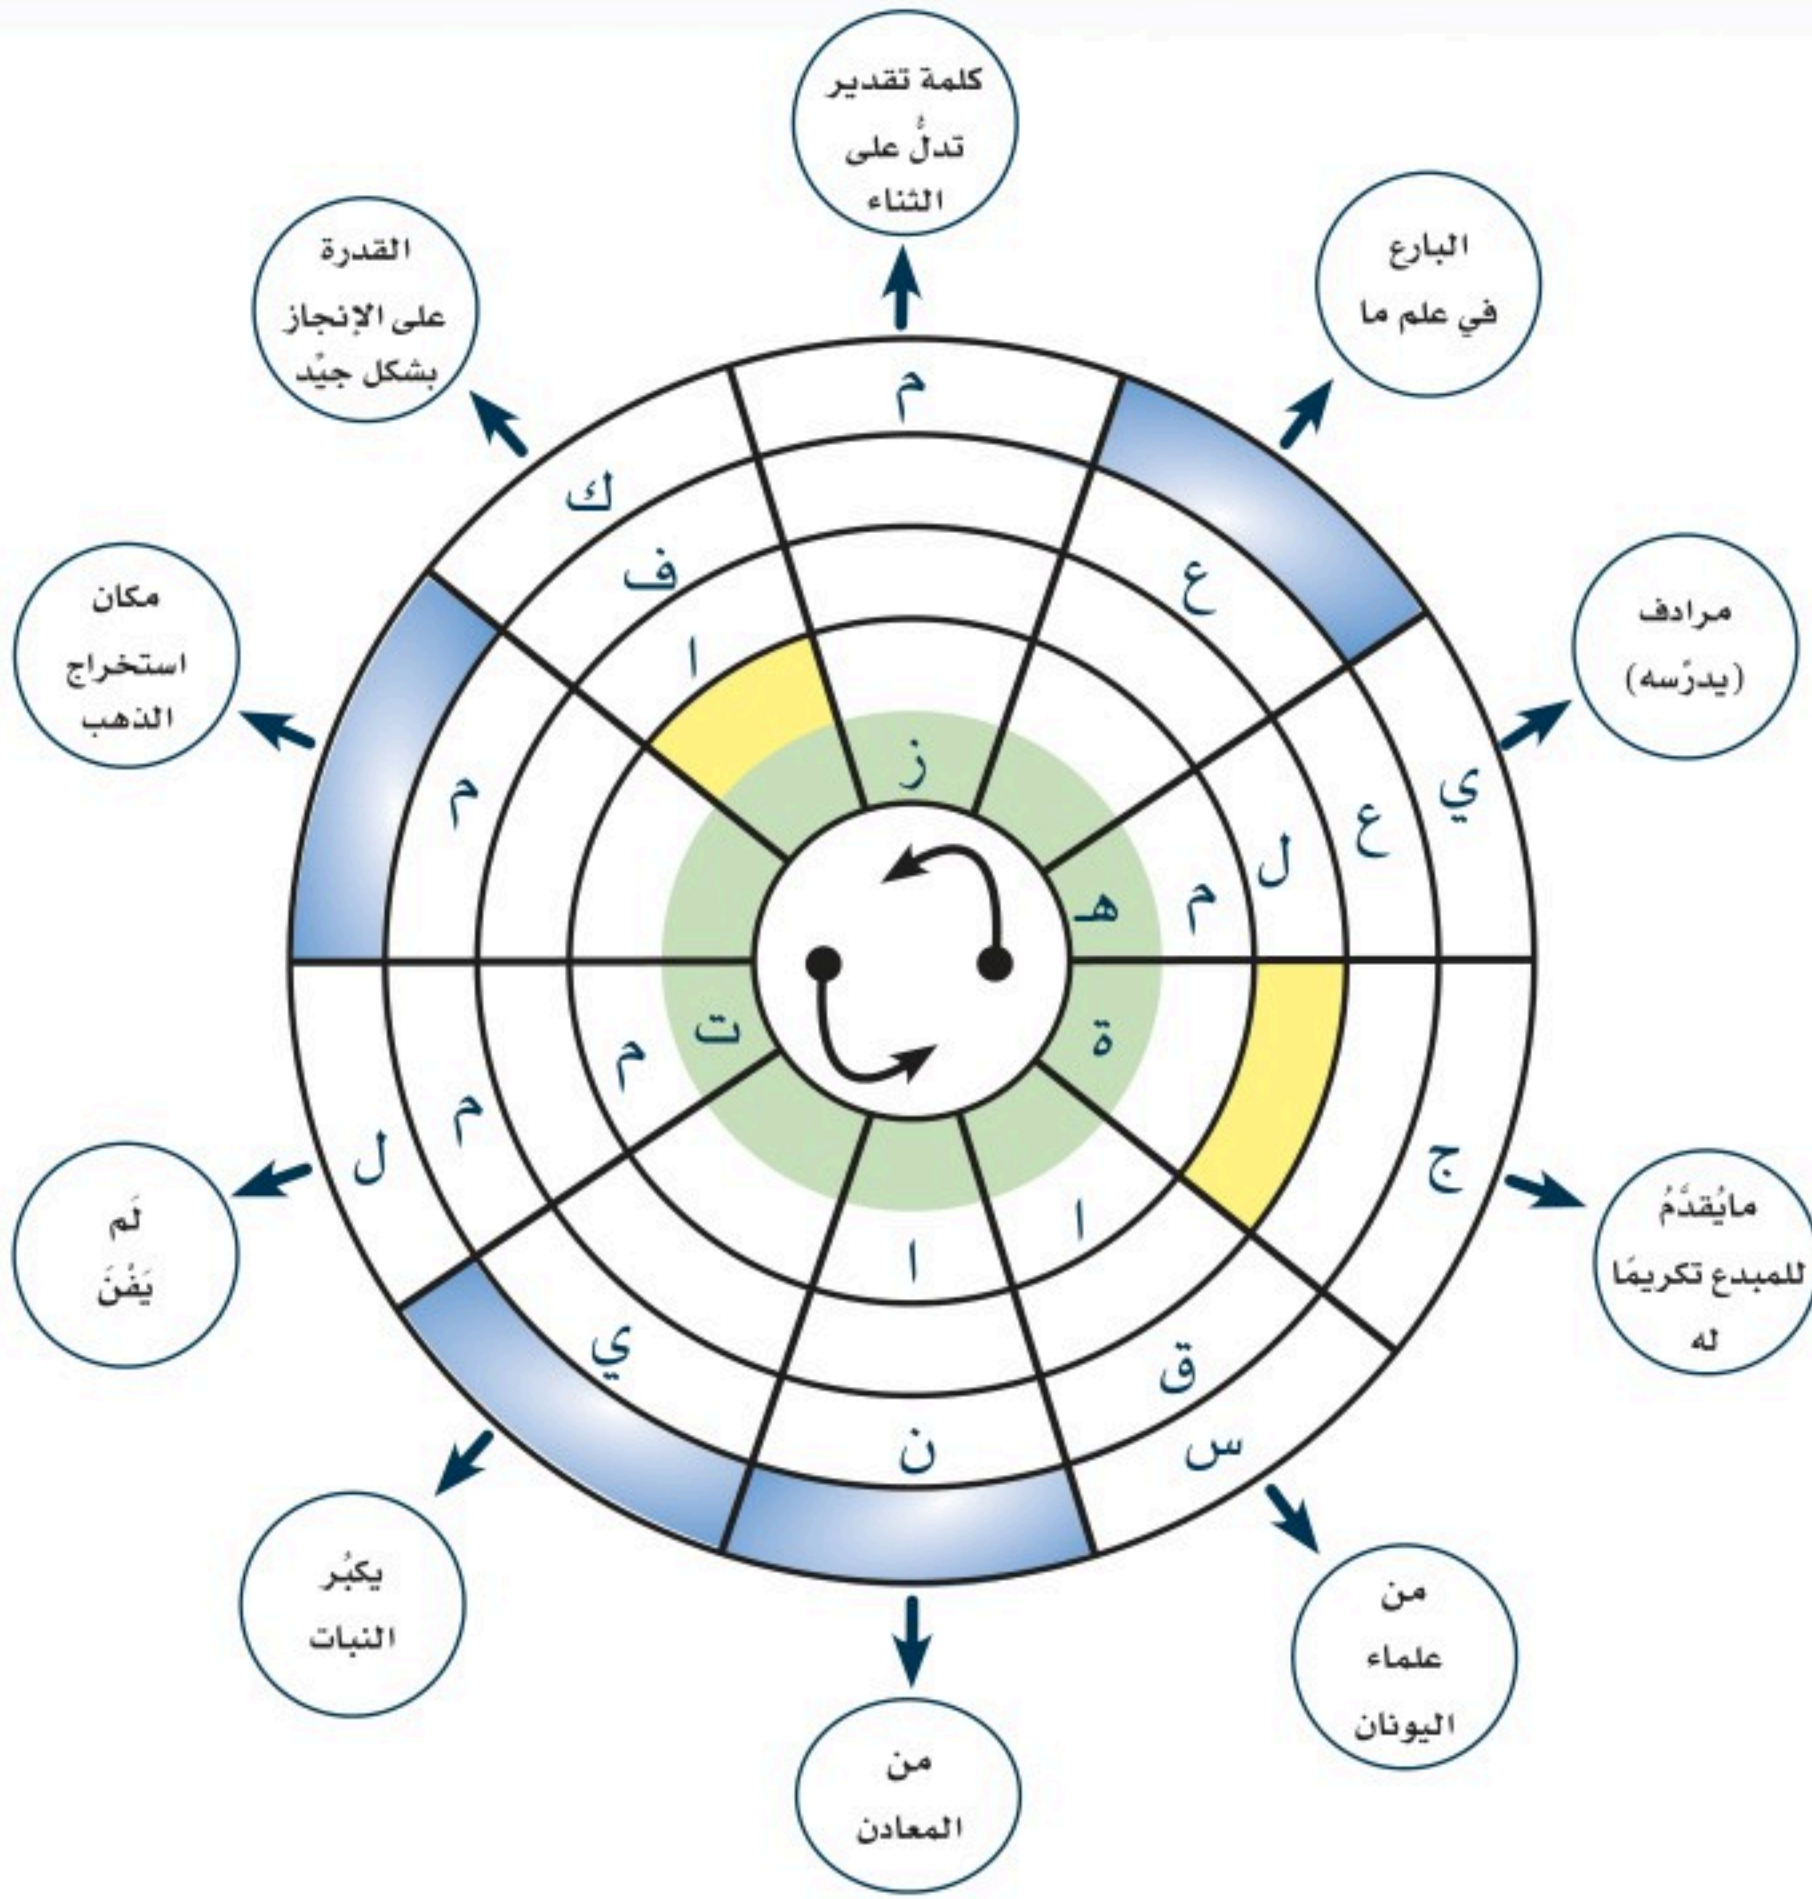 كلمة تقدير
تدلُّ على
الثناء
البارع
في علم ما
مرادف
(يدرّسه)
مايُقدَّمُ
للمبدع تكريمًا
له
من
علماء
اليونان
من
المعادن
يكبُر
النبات
لَم
يَفْنَ
مكان
استخراج
الذهب
القدرة
على الإنجاز
بشكل جيّد
م
ز
ع
ي
ع
ل
م
هـ
ج
ة
س
ق
ا
ن
ا
ي
ل
م
م
ت
م
ك
ف
ا